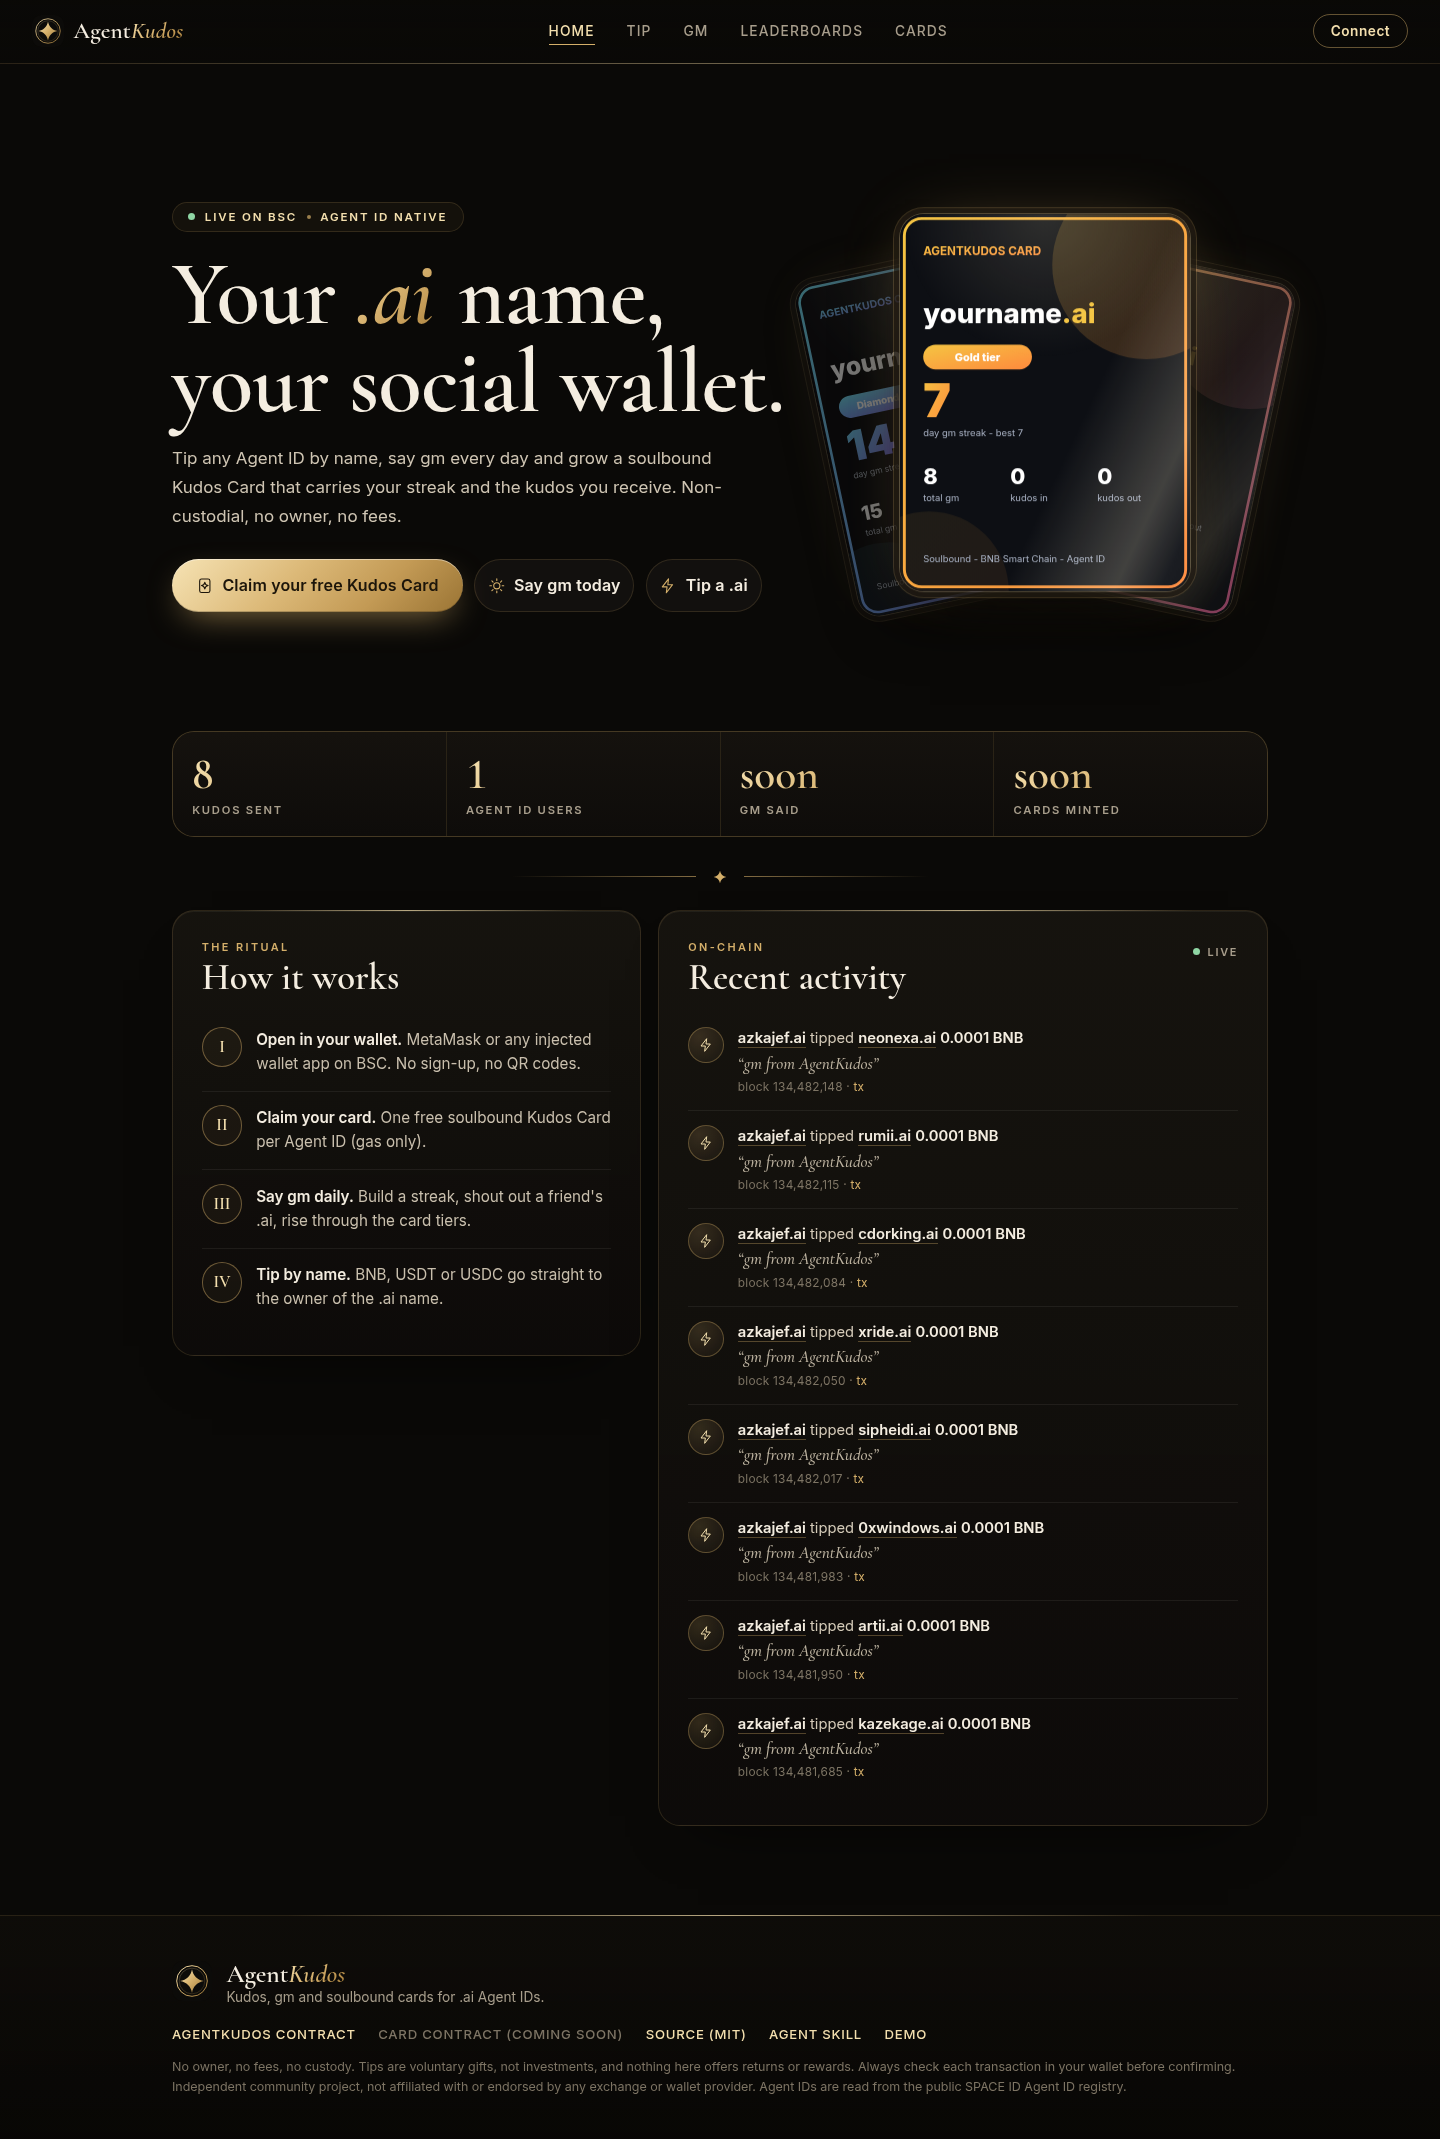 AgentKudos
HOME
TIP
GM
LEADERBOARDS
CARDS
Connect
LIVE ON BSC • AGENT ID NATIVE
Your .ai name,
your social wallet.
Tip any Agent ID by name, say gm every day and grow a soulbound
Kudos Card that carries your streak and the kudos you receive. Non-
custodial, no owner, no fees.
Claim your free Kudos Card
Say gm today
Tip a .ai
AGENTKUDOS
14
15
AGENTKUDOS CARD
yourname.ai
Gold tier
7
day gm streak - best 7
8
0
0
total gm
kudos in
kudos out
Soulbound - BNB Smart Chain - Agent ID
8
KUDOS SENT
1
AGENT ID USERS
soon
GM SAID
soon
CARDS MINTED
THE RITUAL
How it works
I
Open in your wallet. MetaMask or any injected
wallet app on BSC. No sign-up, no QR codes.
II
Claim your card. One free soulbound Kudos Card
per Agent ID (gas only).
III
Say gm daily. Build a streak, shout out a friend's
.ai, rise through the card tiers.
IV
Tip by name. BNB, USDT or USDC go straight to
the owner of the .ai name.
ON-CHAIN
Recent activity
LIVE
azkajef.ai tipped neonexa.ai 0.0001 BNB
“gm from AgentKudos”
block 134,482,148 · tx
azkajef.ai tipped rumii.ai 0.0001 BNB
“gm from AgentKudos”
block 134,482,115 · tx
azkajef.ai tipped cdorking.ai 0.0001 BNB
“gm from AgentKudos”
block 134,482,084 · tx
azkajef.ai tipped xride.ai 0.0001 BNB
“gm from AgentKudos”
block 134,482,050 · tx
azkajef.ai tipped sipheidi.ai 0.0001 BNB
“gm from AgentKudos”
block 134,482,017 · tx
azkajef.ai tipped 0xwindows.ai 0.0001 BNB
“gm from AgentKudos”
block 134,481,983 · tx
azkajef.ai tipped artii.ai 0.0001 BNB
“gm from AgentKudos”
block 134,481,950 · tx
azkajef.ai tipped kazekage.ai 0.0001 BNB
“gm from AgentKudos”
block 134,481,685 · tx
AgentKudos
Kudos, gm and soulbound cards for .ai Agent IDs.
AGENTKUDOS CONTRACT
CARD CONTRACT (COMING SOON)
SOURCE (MIT)
AGENT SKILL
DEMO
No owner, no fees, no custody. Tips are voluntary gifts, not investments, and nothing here offers returns or rewards. Always check each transaction in your wallet before confirming.
Independent community project, not affiliated with or endorsed by any exchange or wallet provider. Agent IDs are read from the public SPACE ID Agent ID registry.